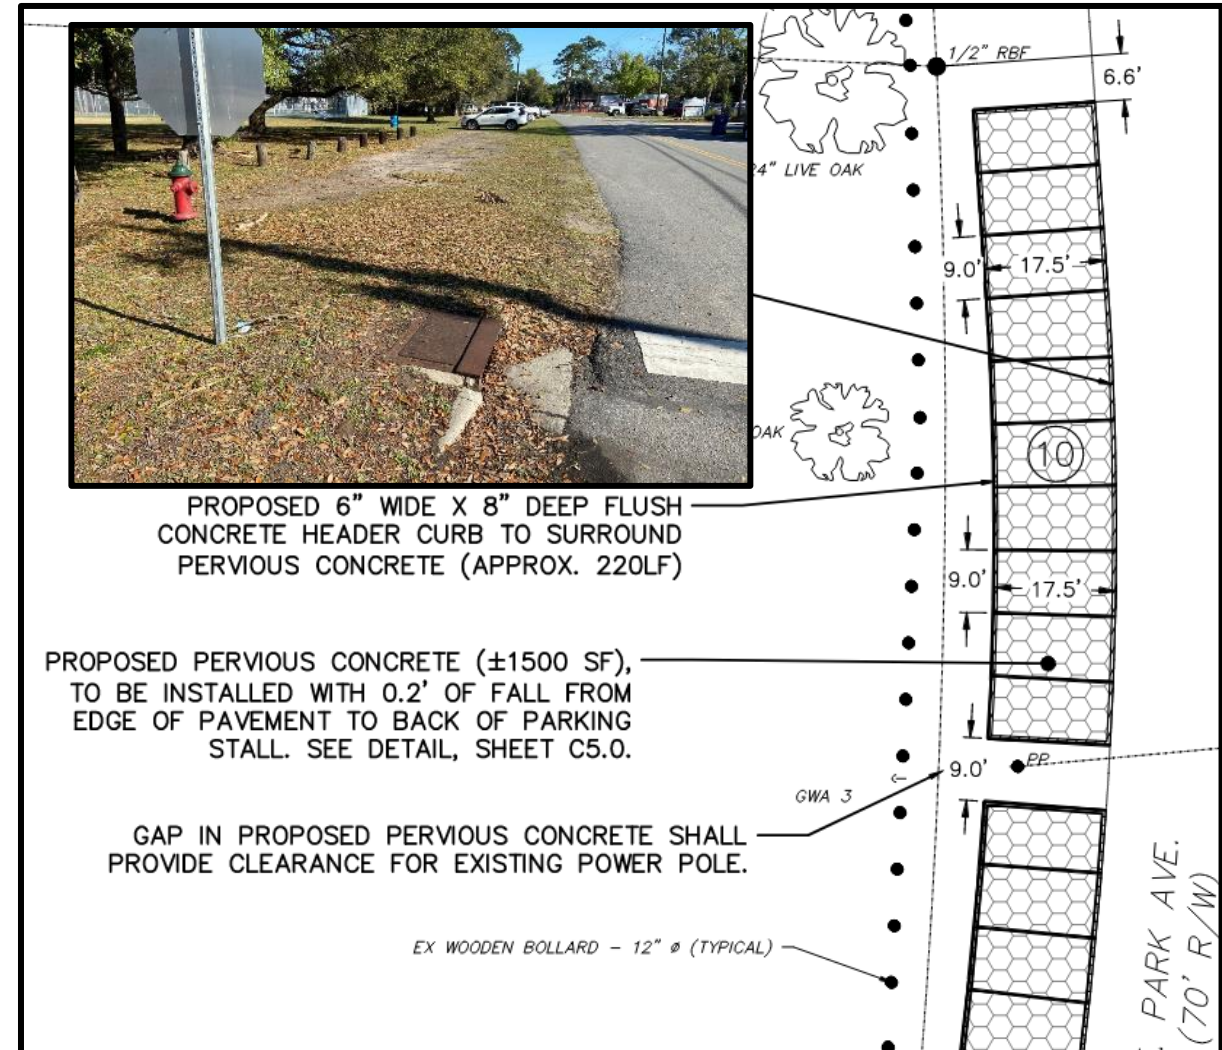 1/2" RBF
6.6'
24" LIVE OAK
9.0'
17.5'
OAK
10
PROPOSED 6" WIDE X 8" DEEP FLUSH
CONCRETE HEADER CURB TO SURROUND
PERVIOUS CONCRETE (APPROX. 220LF)
9.0'
17.5'
PROPOSED PERVIOUS CONCRETE (±1500 SF),
TO BE INSTALLED WITH 0.2' OF FALL FROM
EDGE OF PAVEMENT TO BACK OF PARKING
STALL. SEE DETAIL, SHEET C5.0.
9.0'
PP
GWA 3
GAP IN PROPOSED PERVIOUS CONCRETE SHALL
PROVIDE CLEARANCE FOR EXISTING POWER POLE.
EX WOODEN BOLLARD - 12" ø (TYPICAL)
PARK AVE.
(70' R/W)